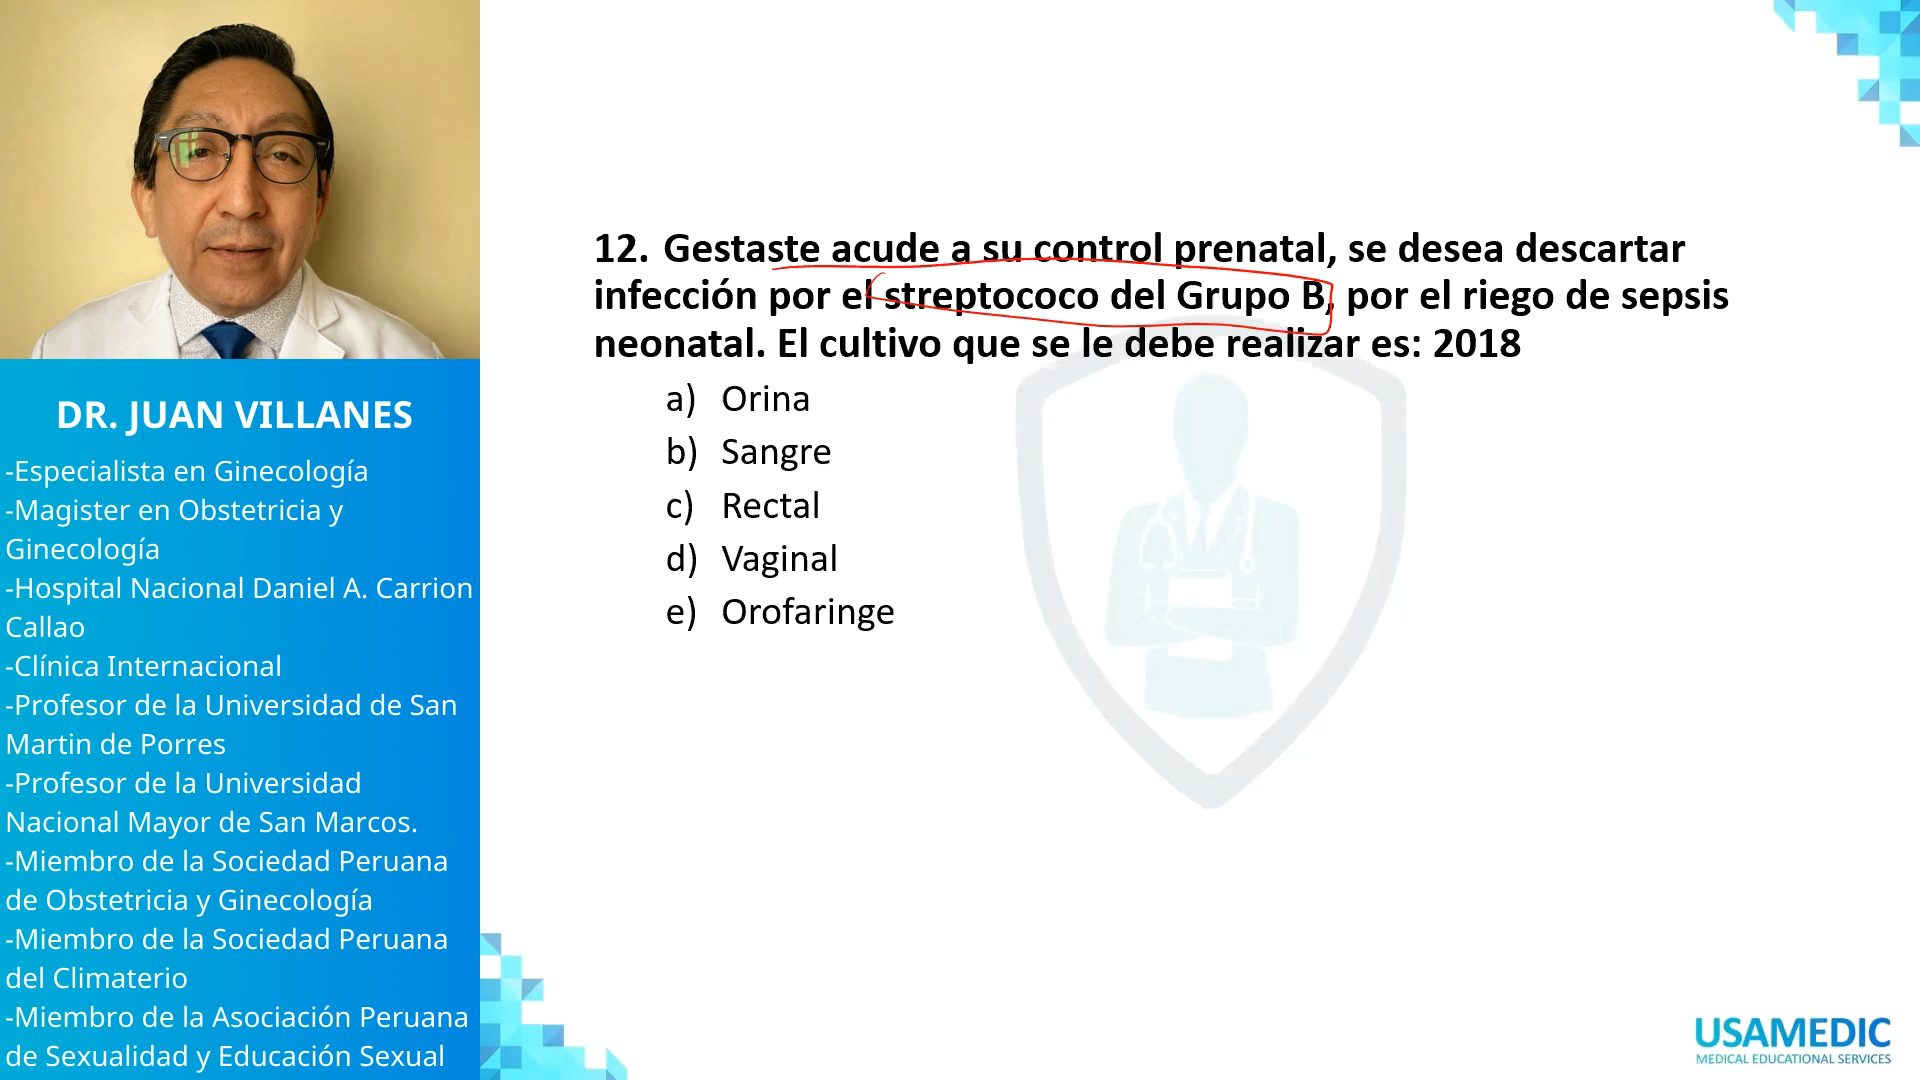 DR. JUAN VILLANES
-Especialista en Ginecología
-Magister en Obstetricia y
Ginecología
-Hospital Nacional Daniel A. Carrion
Callao
-Clínica Internacional
-Profesor de la Universidad de San
Martin de Porres
-Profesor de la Universidad
Nacional Mayor de San Marcos.
-Miembro de la Sociedad Peruana
de Obstetricia y Ginecología
-Miembro de la Sociedad Peruana
del Climaterio
-Miembro de la Asociación Peruana
de Sexualidad y Educación Sexual
12. Gestaste acude a su control prenatal, se desea descartar
infección por el streptococo del Grupo B, por el riego de sepsis
neonatal. El cultivo que se le debe realizar es: 2018
a) Orina
b) Sangre
c) Rectal
d) Vaginal
e) Orofaringe
USAMEDIC
MEDICAL EDUCATIONAL SERVICES